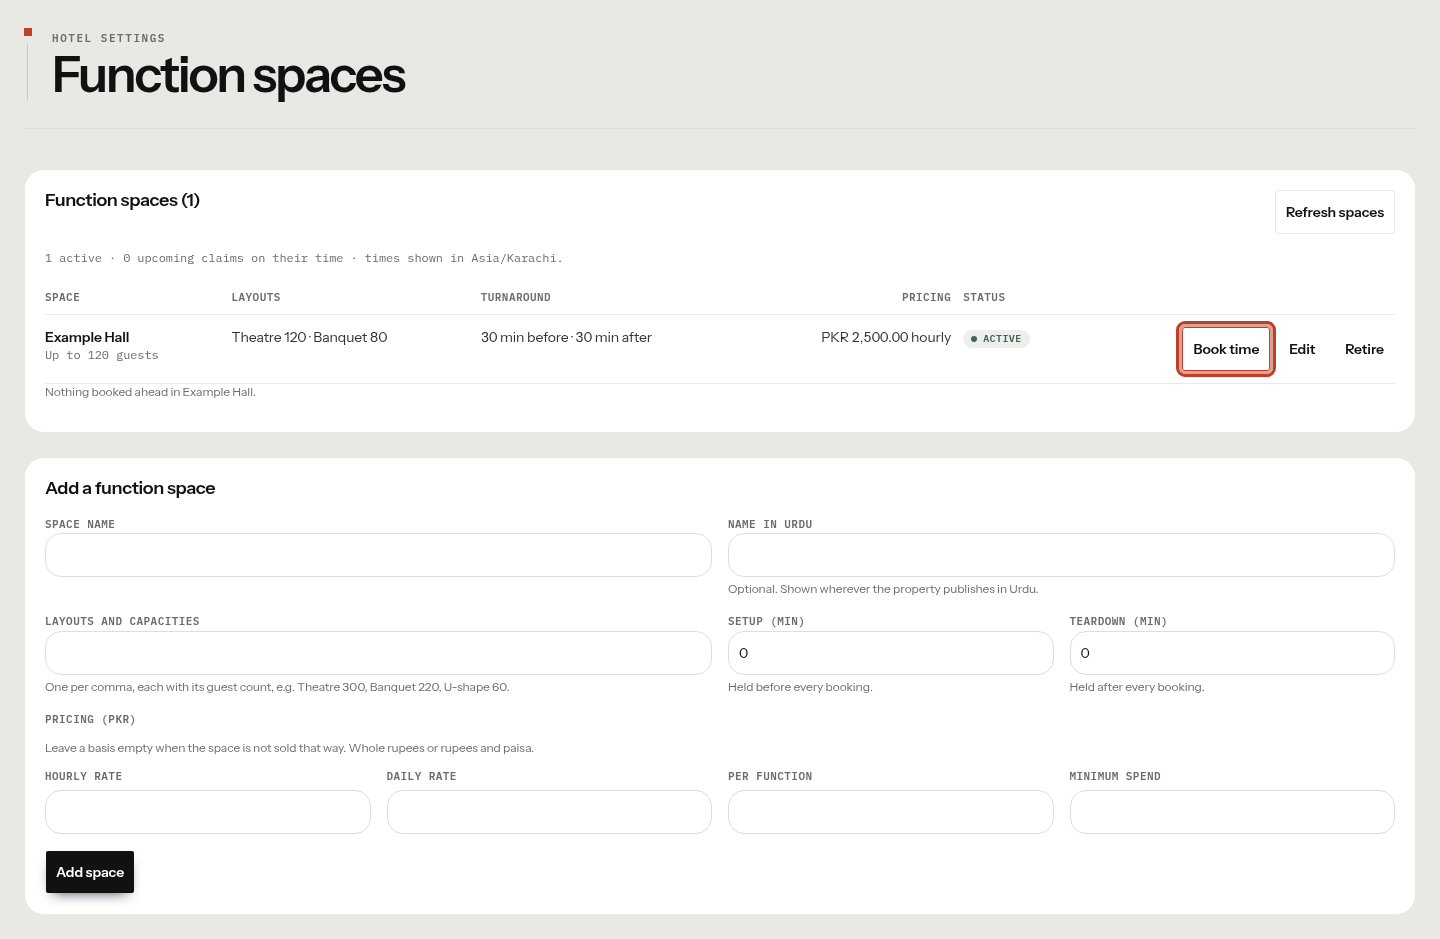 HOTEL SETTINGS
Function spaces
Function spaces (1)
Refresh spaces
1 active · 0 upcoming claims on their time · times shown in Asia/Karachi.
SPACE LAYOUTS TURNAROUND PRICING STATUS
Example Hall Theatre 120 · Banquet 80 30 min before · 30 min after PKR 2,500.00 hourly ACTIVE Book time Edit Retire
Up to 120 guests
Nothing booked ahead in Example Hall.
Add a function space
SPACE NAME NAME IN URDU
Optional. Shown wherever the property publishes in Urdu.
LAYOUTS AND CAPACITIES SETUP (MIN) TEARDOWN (MIN)
0 0
One per comma, each with its guest count, e.g. Theatre 300, Banquet 220, U-shape 60. Held before every booking. Held after every booking.
PRICING (PKR)
Leave a basis empty when the space is not sold that way. Whole rupees or rupees and paisa.
HOURLY RATE DAILY RATE PER FUNCTION MINIMUM SPEND
Add space